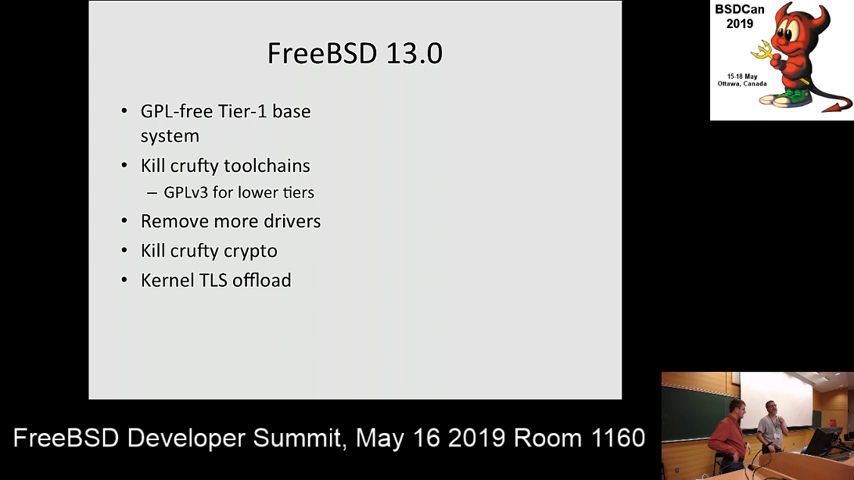 FreeBSD 13.0
• GPL-free Tier-1 base
system
• Kill crufty toolchains
– GPLv3 for lower tiers
• Remove more drivers
• Kill crufty crypto
• Kernel TLS offload
BSDCan
2019
15-18 May
Ottawa, Canada
FreeBSD Developer Summit, May 16 2019 Room 1160